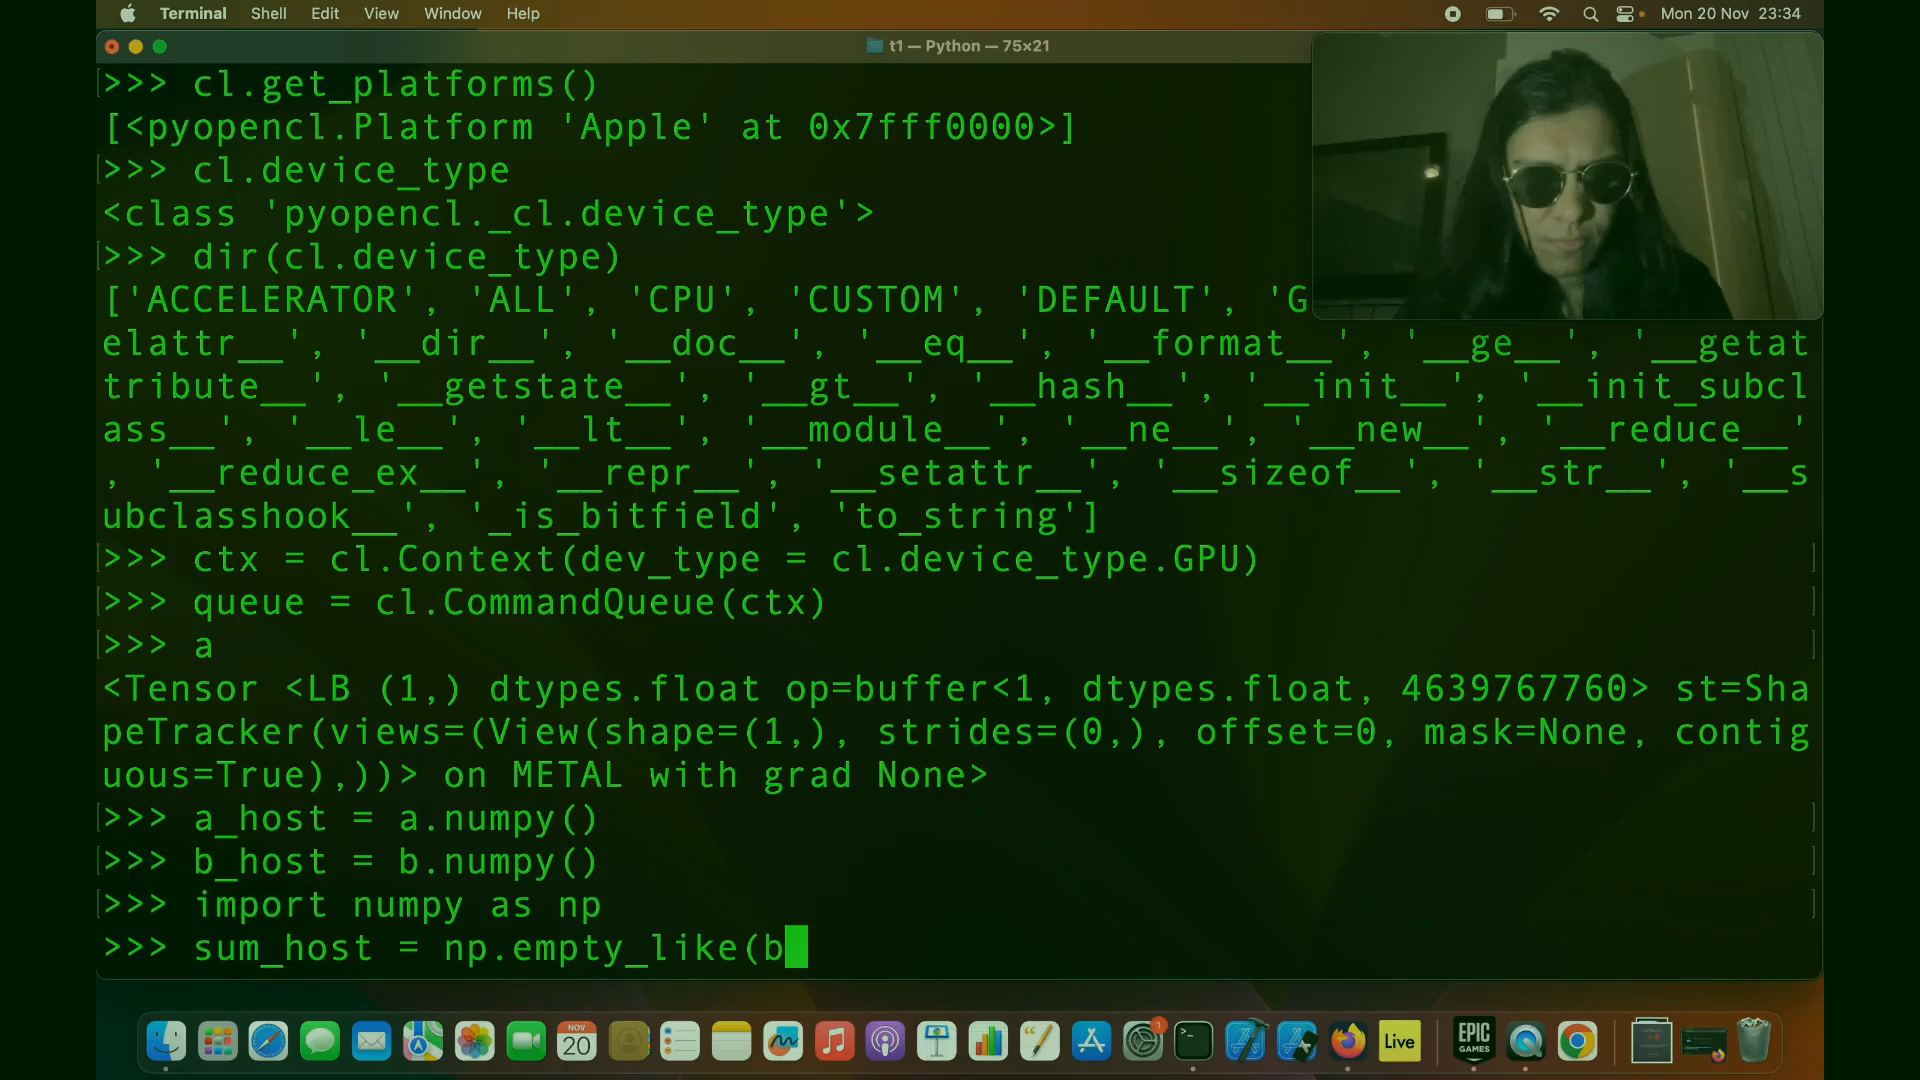 Terminal Shell Edit View Window Help Mon 20 Nov 23:34
t1 — Python — 75×21
>>> cl.get_platforms()
[<pyopencl.Platform 'Apple' at 0x7fff0000>]
>>> cl.device_type
<class 'pyopencl._cl.device_type'>
>>> dir(cl.device_type)
['ACCELERATOR', 'ALL', 'CPU', 'CUSTOM', 'DEFAULT', 'G
elattr__', '__dir__', '__doc__', '__eq__', '__format__', '__ge__', '__getat
tribute__', '__getstate__', '__gt__', '__hash__', '__init__', '__init_subcl
ass__', '__le__', '__lt__', '__module__', '__ne__', '__new__', '__reduce__'
, '__reduce_ex__', '__repr__', '__setattr__', '__sizeof__', '__str__', '__s
ubclasshook__', '_is_bitfield', 'to_string']
>>> ctx = cl.Context(dev_type = cl.device_type.GPU)
>>> queue = cl.CommandQueue(ctx)
>>> a
<Tensor <LB (1,) dtypes.float op=buffer<1, dtypes.float, 4639767760> st=Sha
peTracker(views=(View(shape=(1,), strides=(0,), offset=0, mask=None, contig
uous=True),))> on METAL with grad None>
>>> a_host = a.numpy()
>>> b_host = b.numpy()
>>> import numpy as np
>>> sum_host = np.empty_like(b
NOV
20
1
Live
EPIC
GAMES